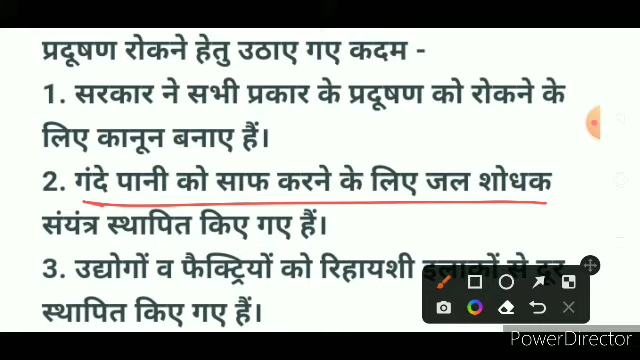 प्रदूषण रोकने हेतु उठाए गए कदम -
1. सरकार ने सभी प्रकार के प्रदूषण को रोकने के
लिए कानून बनाए हैं।
2. गंदे पानी को साफ करने के लिए जल शोधक
संयंत्र स्थापित किए गए हैं।
3. उद्योगों व फैक्ट्रियों को रिहायशी इलाकों से दूर
स्थापित किए गए हैं।
PowerDirector